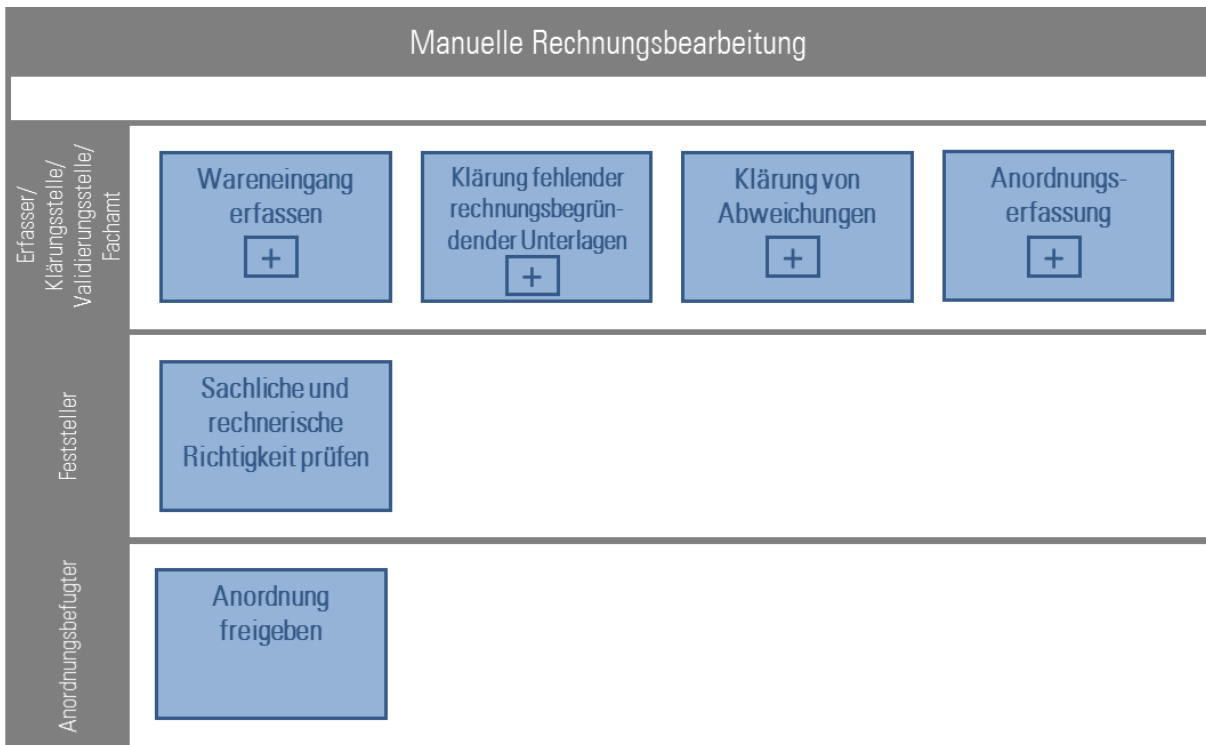 Manuelle Rechnungsbearbeitung
Erfasser/
Klärungsstelle/
Validierungsstelle/
Fachamt
Wareneingang
erfassen
+
Klärung fehlender
rechnungsbegrün-
dender Unterlagen
+
Klärung von
Abweichungen
+
Anordnungs-
erfassung
+
Feststeller
Sachliche und
rechnerische
Richtigkeit prüfen
Anordnungsbefugter
Anordnung
freigeben